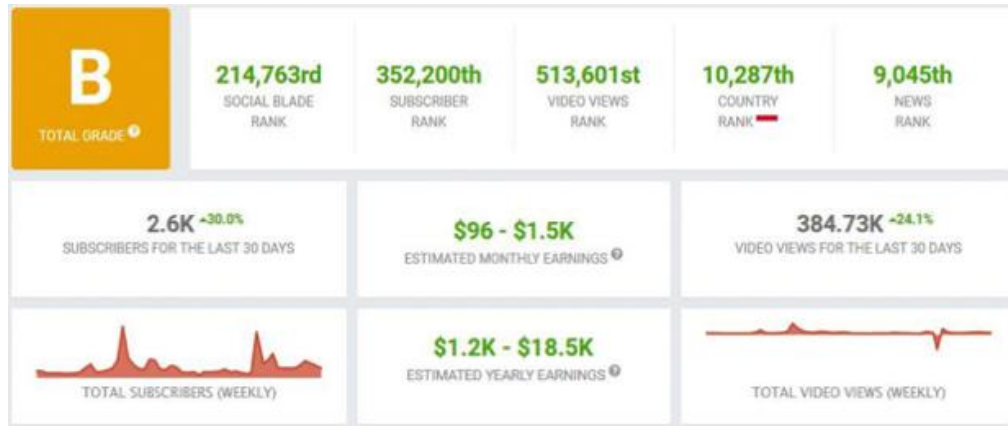 B
TOTAL GRADE
214,763rd
SOCIAL BLADE
RANK
352,200th
SUBSCRIBER
RANK
513,601st
VIDEO VIEWS
RANK
10,287th
COUNTRY
RANK
9,045th
NEWS
RANK
2.6K 30.0%
SUBSCRIBERS FOR THE LAST 30 DAYS
$96 - $1.5K
ESTIMATED MONTHLY EARNINGS
384.73K 24.1%
VIDEO VIEWS FOR THE LAST 30 DAYS
TOTAL SUBSCRIBERS (WEEKLY)
$1.2K - $18.5K
ESTIMATED YEARLY EARNINGS
TOTAL VIDEO VIEWS (WEEKLY)